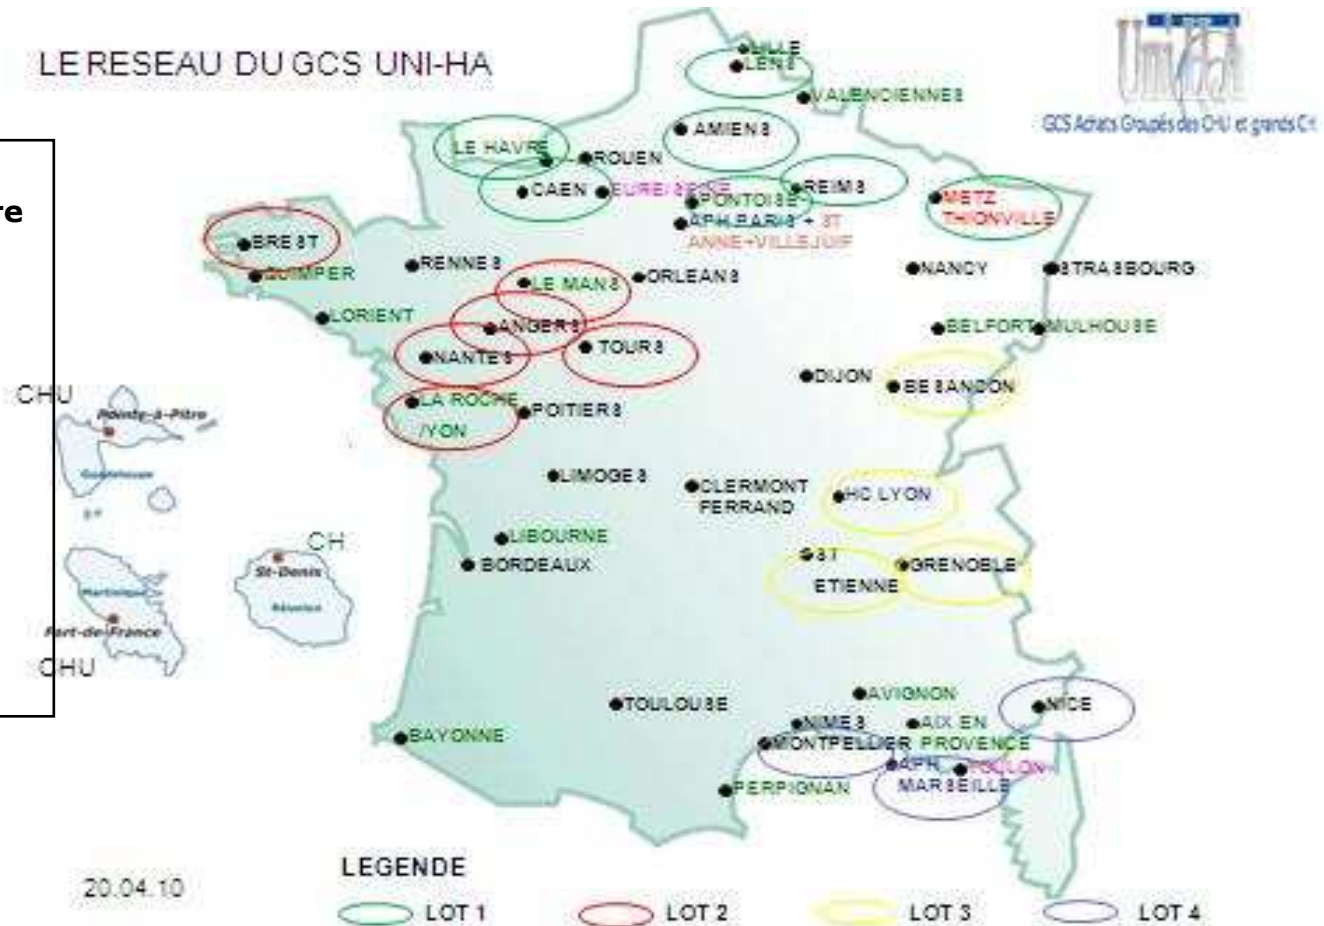 LE RESEAU DU GCS UNI-HA
UniHA
GCS Achats Groupés des CHU et grands CH
re
LILLE
LENS
VALENCIENNES
AMIENS
LE HAVRE
ROUEN
CAEN
EURE/SEINE
PONTOISE
REIMS
METZ
THIONVILLE
APH PARIS + ST
ANNE+VILLEJUIF
BREST
QUIMPER
RENNES
LE MANS
ORLEANS
NANCY
STRASBOURG
LORIENT
ANGERS
BELFORT
MULHOUSE
NANTES
TOURS
DIJON
BESANCON
LA ROCHE
/YON
POITIERS
CHU
Pointe-à-Pitre
Guadeloupe
LIMOGES
CLERMONT
FERRAND
HC LYON
LIBOURNE
BORDEAUX
ST
ETIENNE
GRENOBLE
CH
St-Denis
Réunion
Martinique
Fort-de-France
CHU
TOULOUSE
AVIGNON
NICE
NIMES
AIX EN
PROVENCE
MONTPELLIER
BAYONNE
APH
MARSEILLE
TOULON
PERPIGNAN
LEGENDE
20.04.10
LOT 1
LOT 2
LOT 3
LOT 4